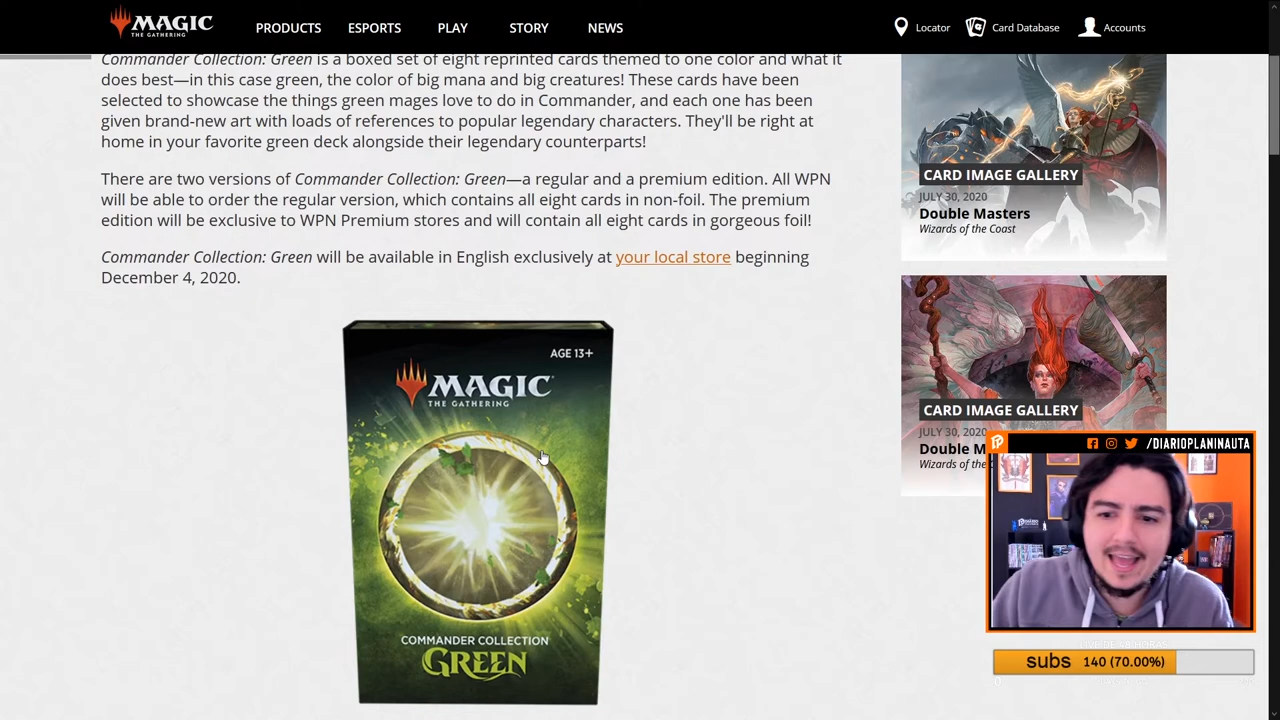 MAGIC
THE GATHERING
PRODUCTS
ESPORTS
PLAY
STORY
NEWS
Locator
Card Database
Accounts
Commander Collection: Green is a boxed set of eight reprinted cards themed to one color and what it
does best—in this case green, the color of big mana and big creatures! These cards have been
selected to showcase the things green mages love to do in Commander, and each one has been
given brand-new art with loads of references to popular legendary characters. They'll be right at
home in your favorite green deck alongside their legendary counterparts!
There are two versions of Commander Collection: Green—a regular and a premium edition. All WPN
will be able to order the regular version, which contains all eight cards in non-foil. The premium
edition will be exclusive to WPN Premium stores and will contain all eight cards in gorgeous foil!
Commander Collection: Green will be available in English exclusively at your local store beginning
December 4, 2020.
AGE 13+
MAGIC
THE GATHERING
COMMANDER COLLECTION
GREEN
CARD IMAGE GALLERY
JULY 30, 2020
Double Masters
Wizards of the Coast
CARD IMAGE GALLERY
JULY 30, 2020
Double M
Wizards of the
/DIARIOPLANINAUTA
subs 140 (70.00%)